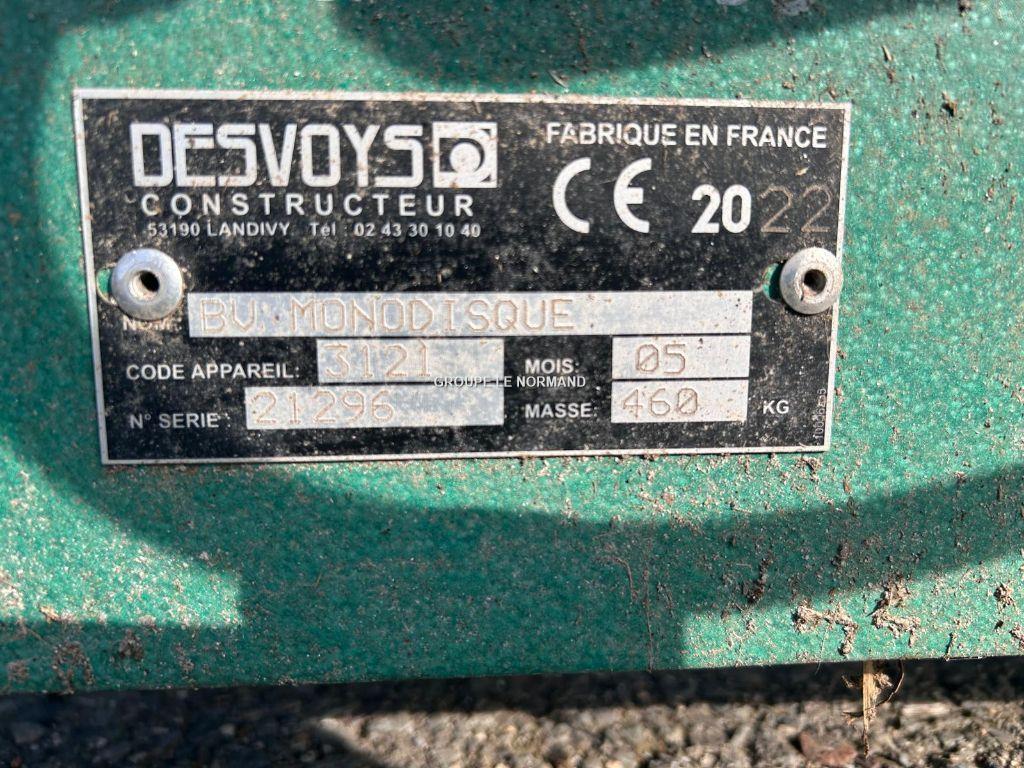 DESVOYS
CONSTRUCTEUR
53190 LANDIVY Tél : 02 43 30 10 40
FABRIQUE EN FRANCE
CE 2022
NOM: BV. MONODISQUE
CODE APPAREIL: 3121 MOIS: 05
GROUPE LE NORMAND
N° SERIE : 21296 MASSE: 460 KG